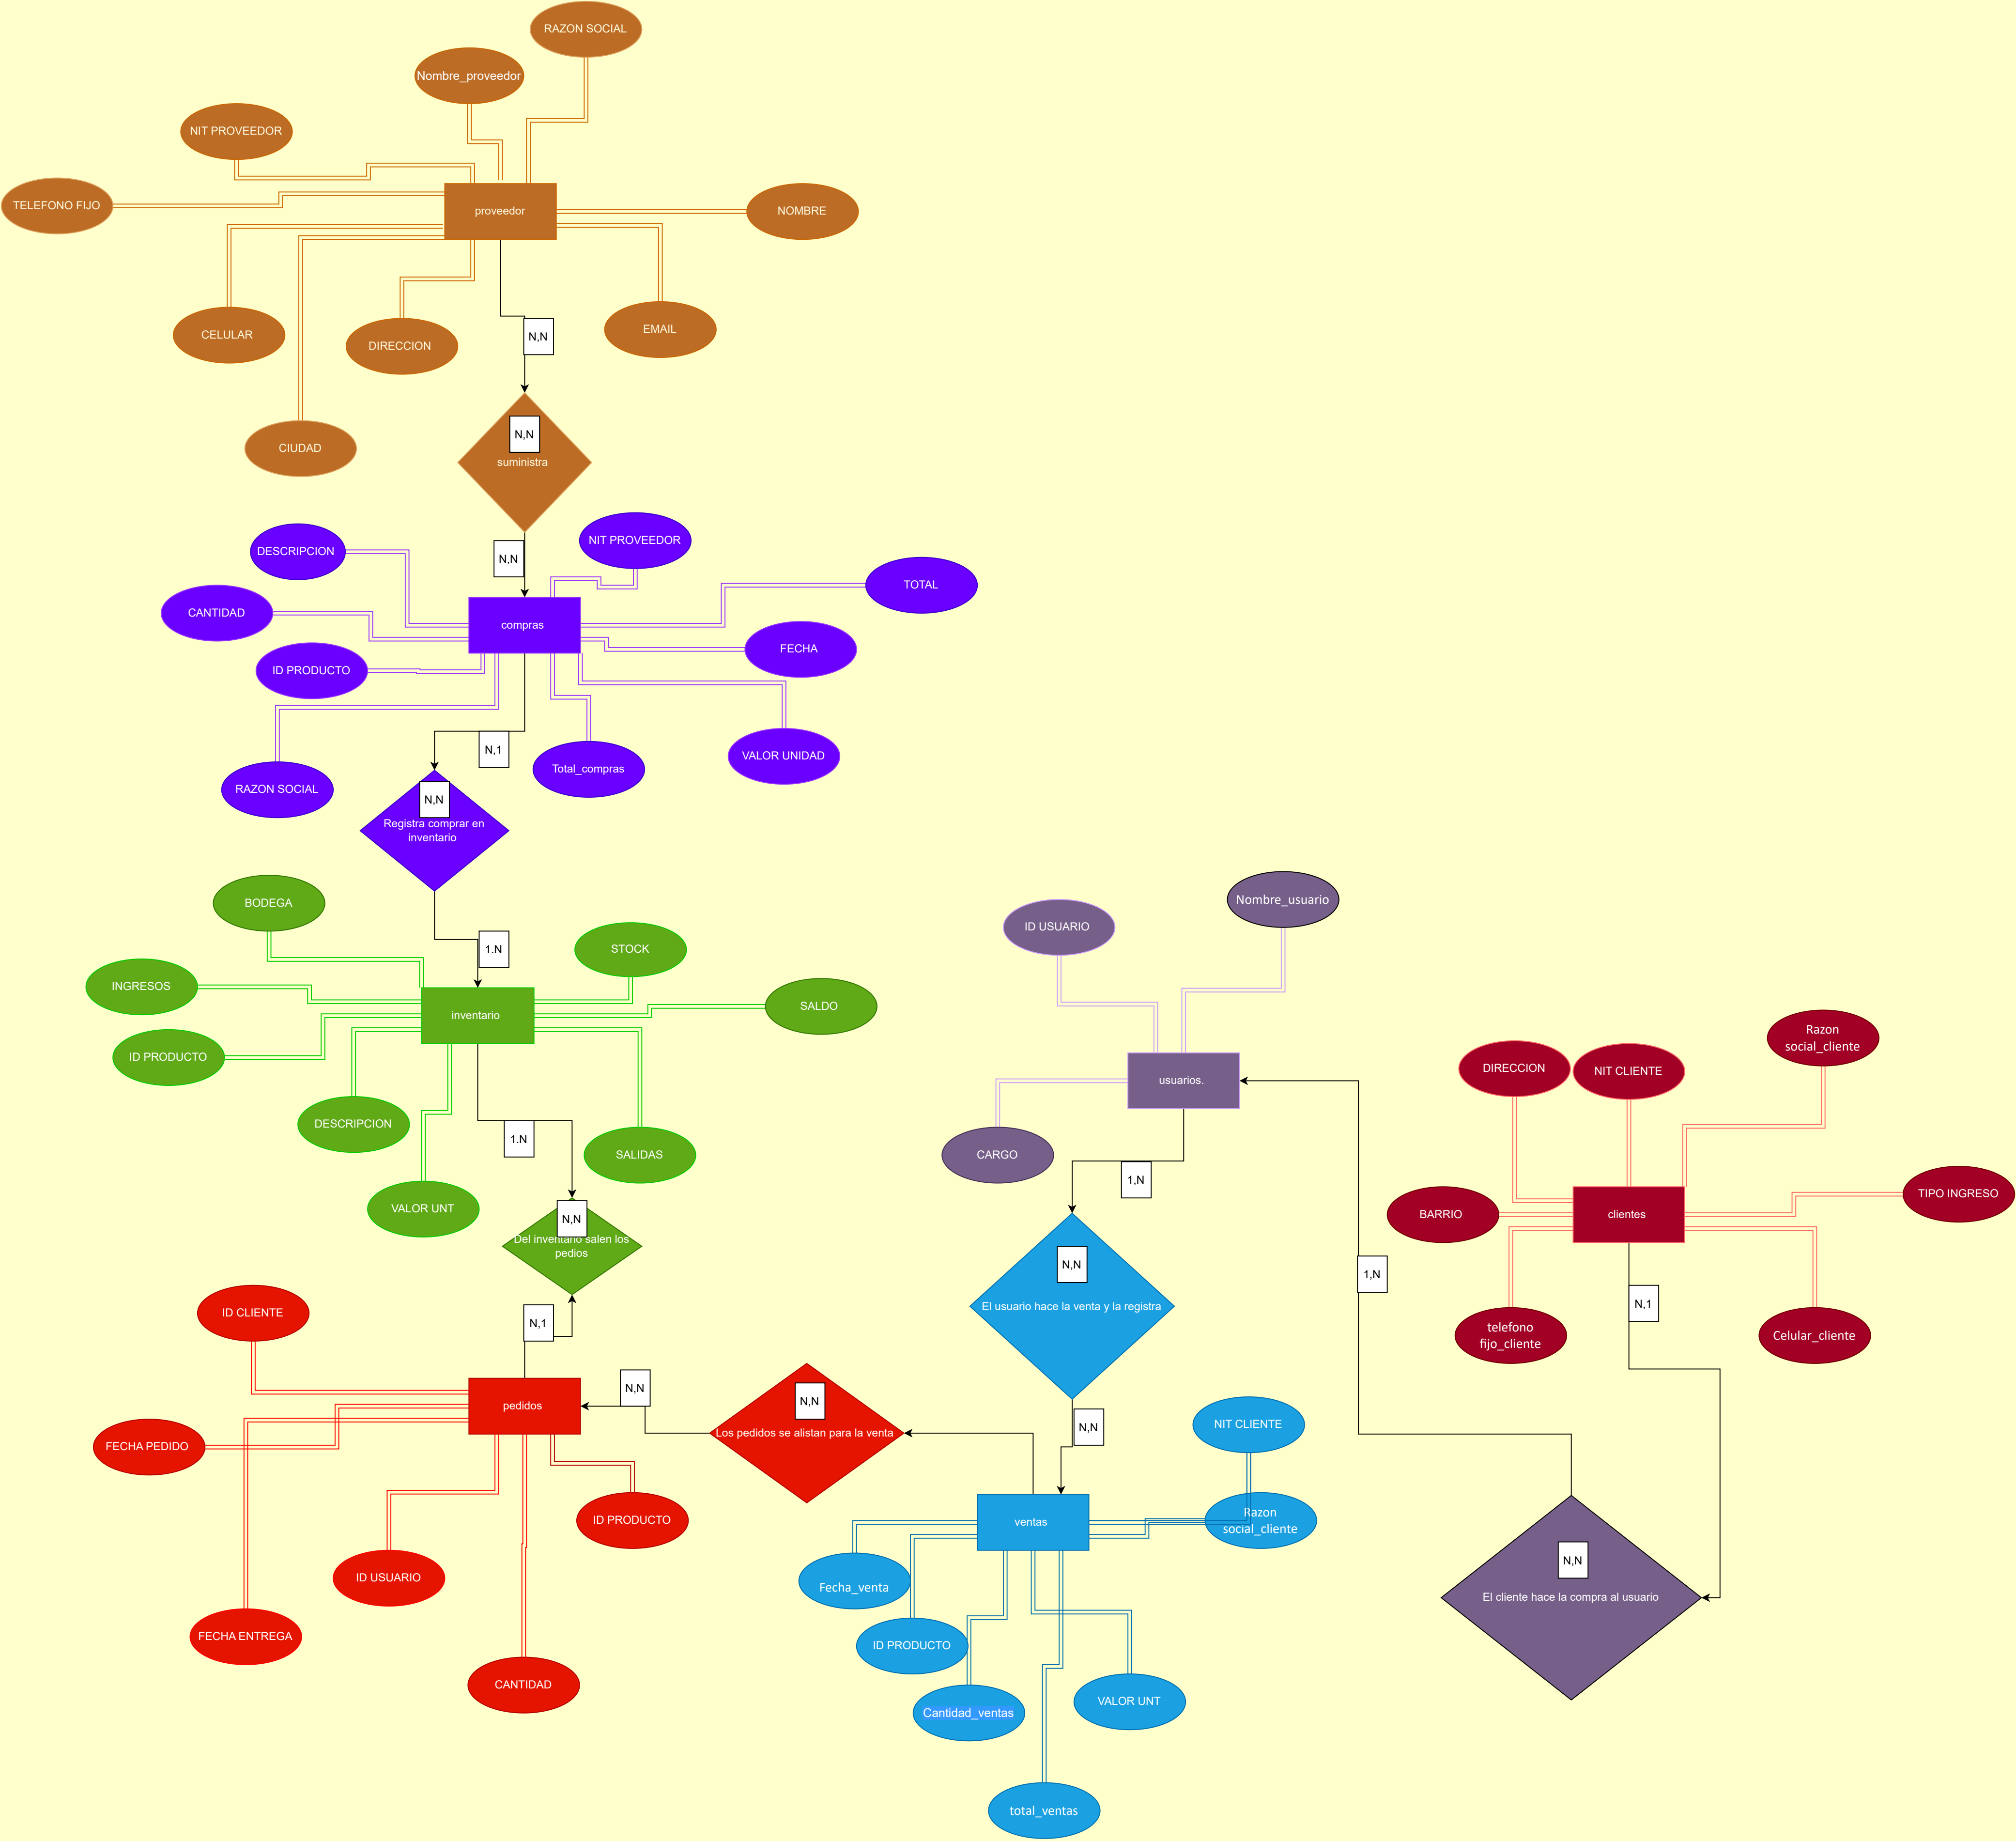 RAZON SOCIAL
Nombre_proveedor
NIT PROVEEDOR
TELEFONO FIJO
proveedor
NOMBRE
CELULAR
DIRECCION
EMAIL
N,N
CIUDAD
N,N
suministra
N,N
NIT PROVEEDOR
DESCRIPCION
TOTAL
CANTIDAD
compras
FECHA
ID PRODUCTO
N,1
VALOR UNIDAD
Total_compras
RAZON SOCIAL
N,N
Registra comprar en
inventario
BODEGA
1.N
STOCK
INGRESOS
SALDO
inventario
ID PRODUCTO
DESCRIPCION
1.N
SALIDAS
VALOR UNT
N,N
Del inventario salen los
pedios
ID CLIENTE
N,1
pedidos
N,N
N,N
Los pedidos se alistan para la venta
FECHA PEDIDO
ID PRODUCTO
ID USUARIO
FECHA ENTREGA
CANTIDAD
Nombre_usuario
ID USUARIO
usuarios.
CARGO
1,N
N,N
El usuario hace la venta y la registra
N,N
NIT CLIENTE
ventas
Razon
social_cliente
Fecha_venta
ID PRODUCTO
Cantidad_ventas
VALOR UNT
total_ventas
Razon
social_cliente
DIRECCION
NIT CLIENTE
TIPO INGRESO
BARRIO
clientes
1,N
N,1
telefono
fijo_cliente
Celular_cliente
N,N
El cliente hace la compra al usuario